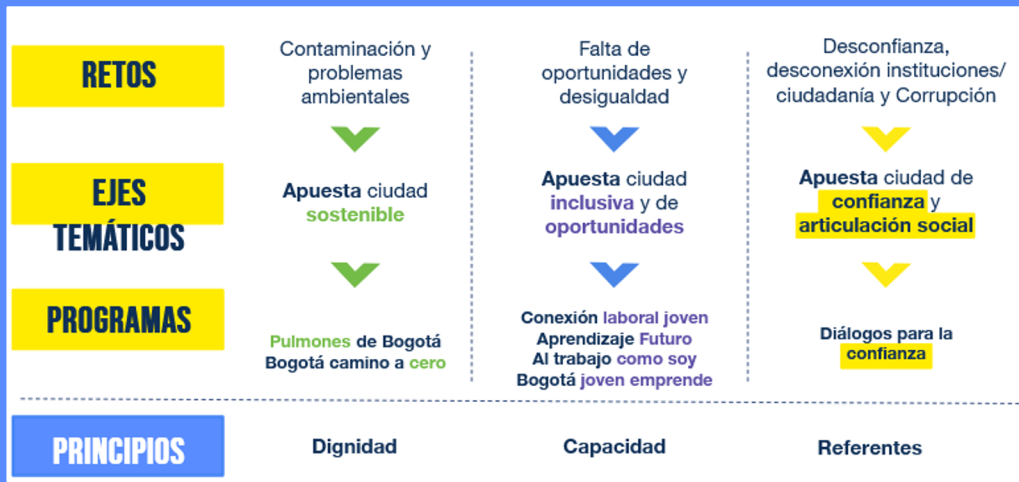 RETOS
Contaminación y
problemas
ambientales
Falta de
oportunidades y
desigualdad
Desconfianza,
desconexión instituciones/
ciudadanía y Corrupción
EJES
TEMÁTICOS
Apuesta ciudad
sostenible
Apuesta ciudad
inclusiva y de
oportunidades
Apuesta ciudad de
confianza y
articulación social
PROGRAMAS
Pulmones de Bogotá
Bogotá camino a cero
Conexión laboral joven
Aprendizaje Futuro
Al trabajo como soy
Bogotá joven emprende
Diálogos para la
confianza
PRINCIPIOS
Dignidad
Capacidad
Referentes